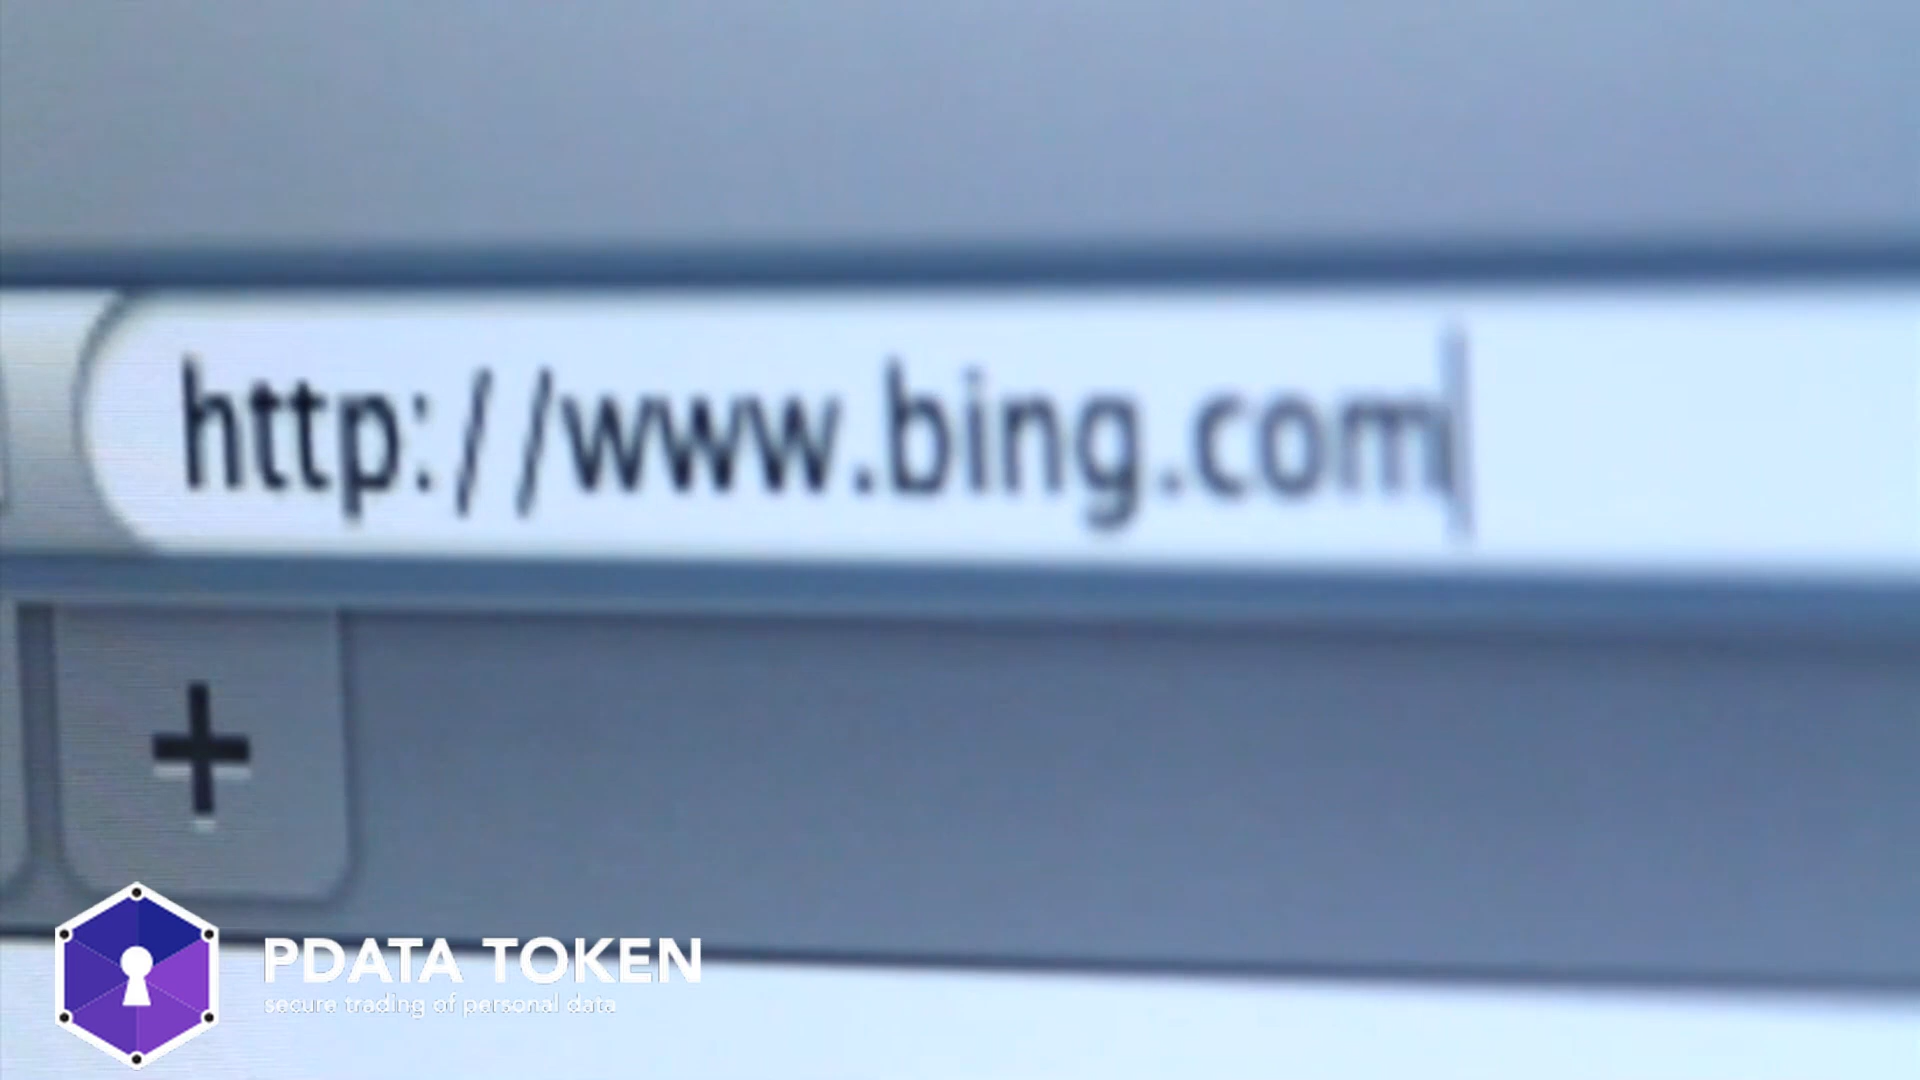 http://www.bing.com
+
PDATA TOKEN
secure trading of personal data